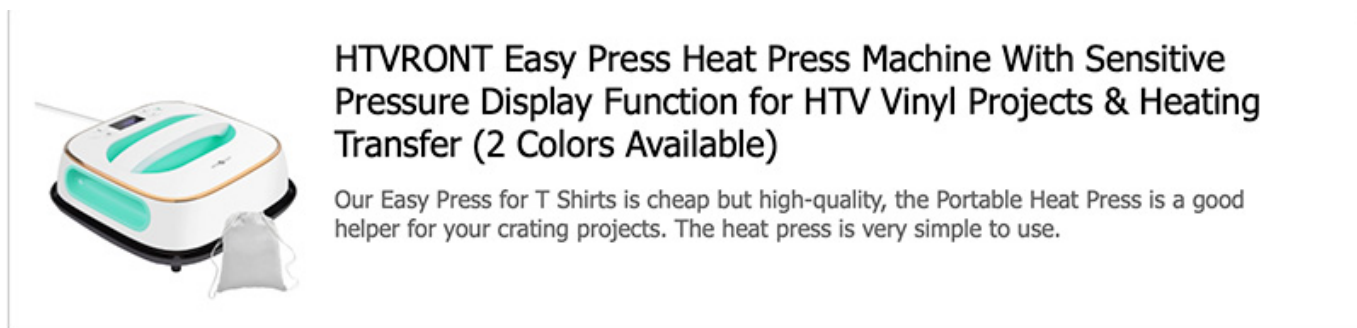 HTVRONT Easy Press Heat Press Machine With Sensitive
Pressure Display Function for HTV Vinyl Projects & Heating
Transfer (2 Colors Available)
Our Easy Press for T Shirts is cheap but high-quality, the Portable Heat Press is a good
helper for your crating projects. The heat press is very simple to use.